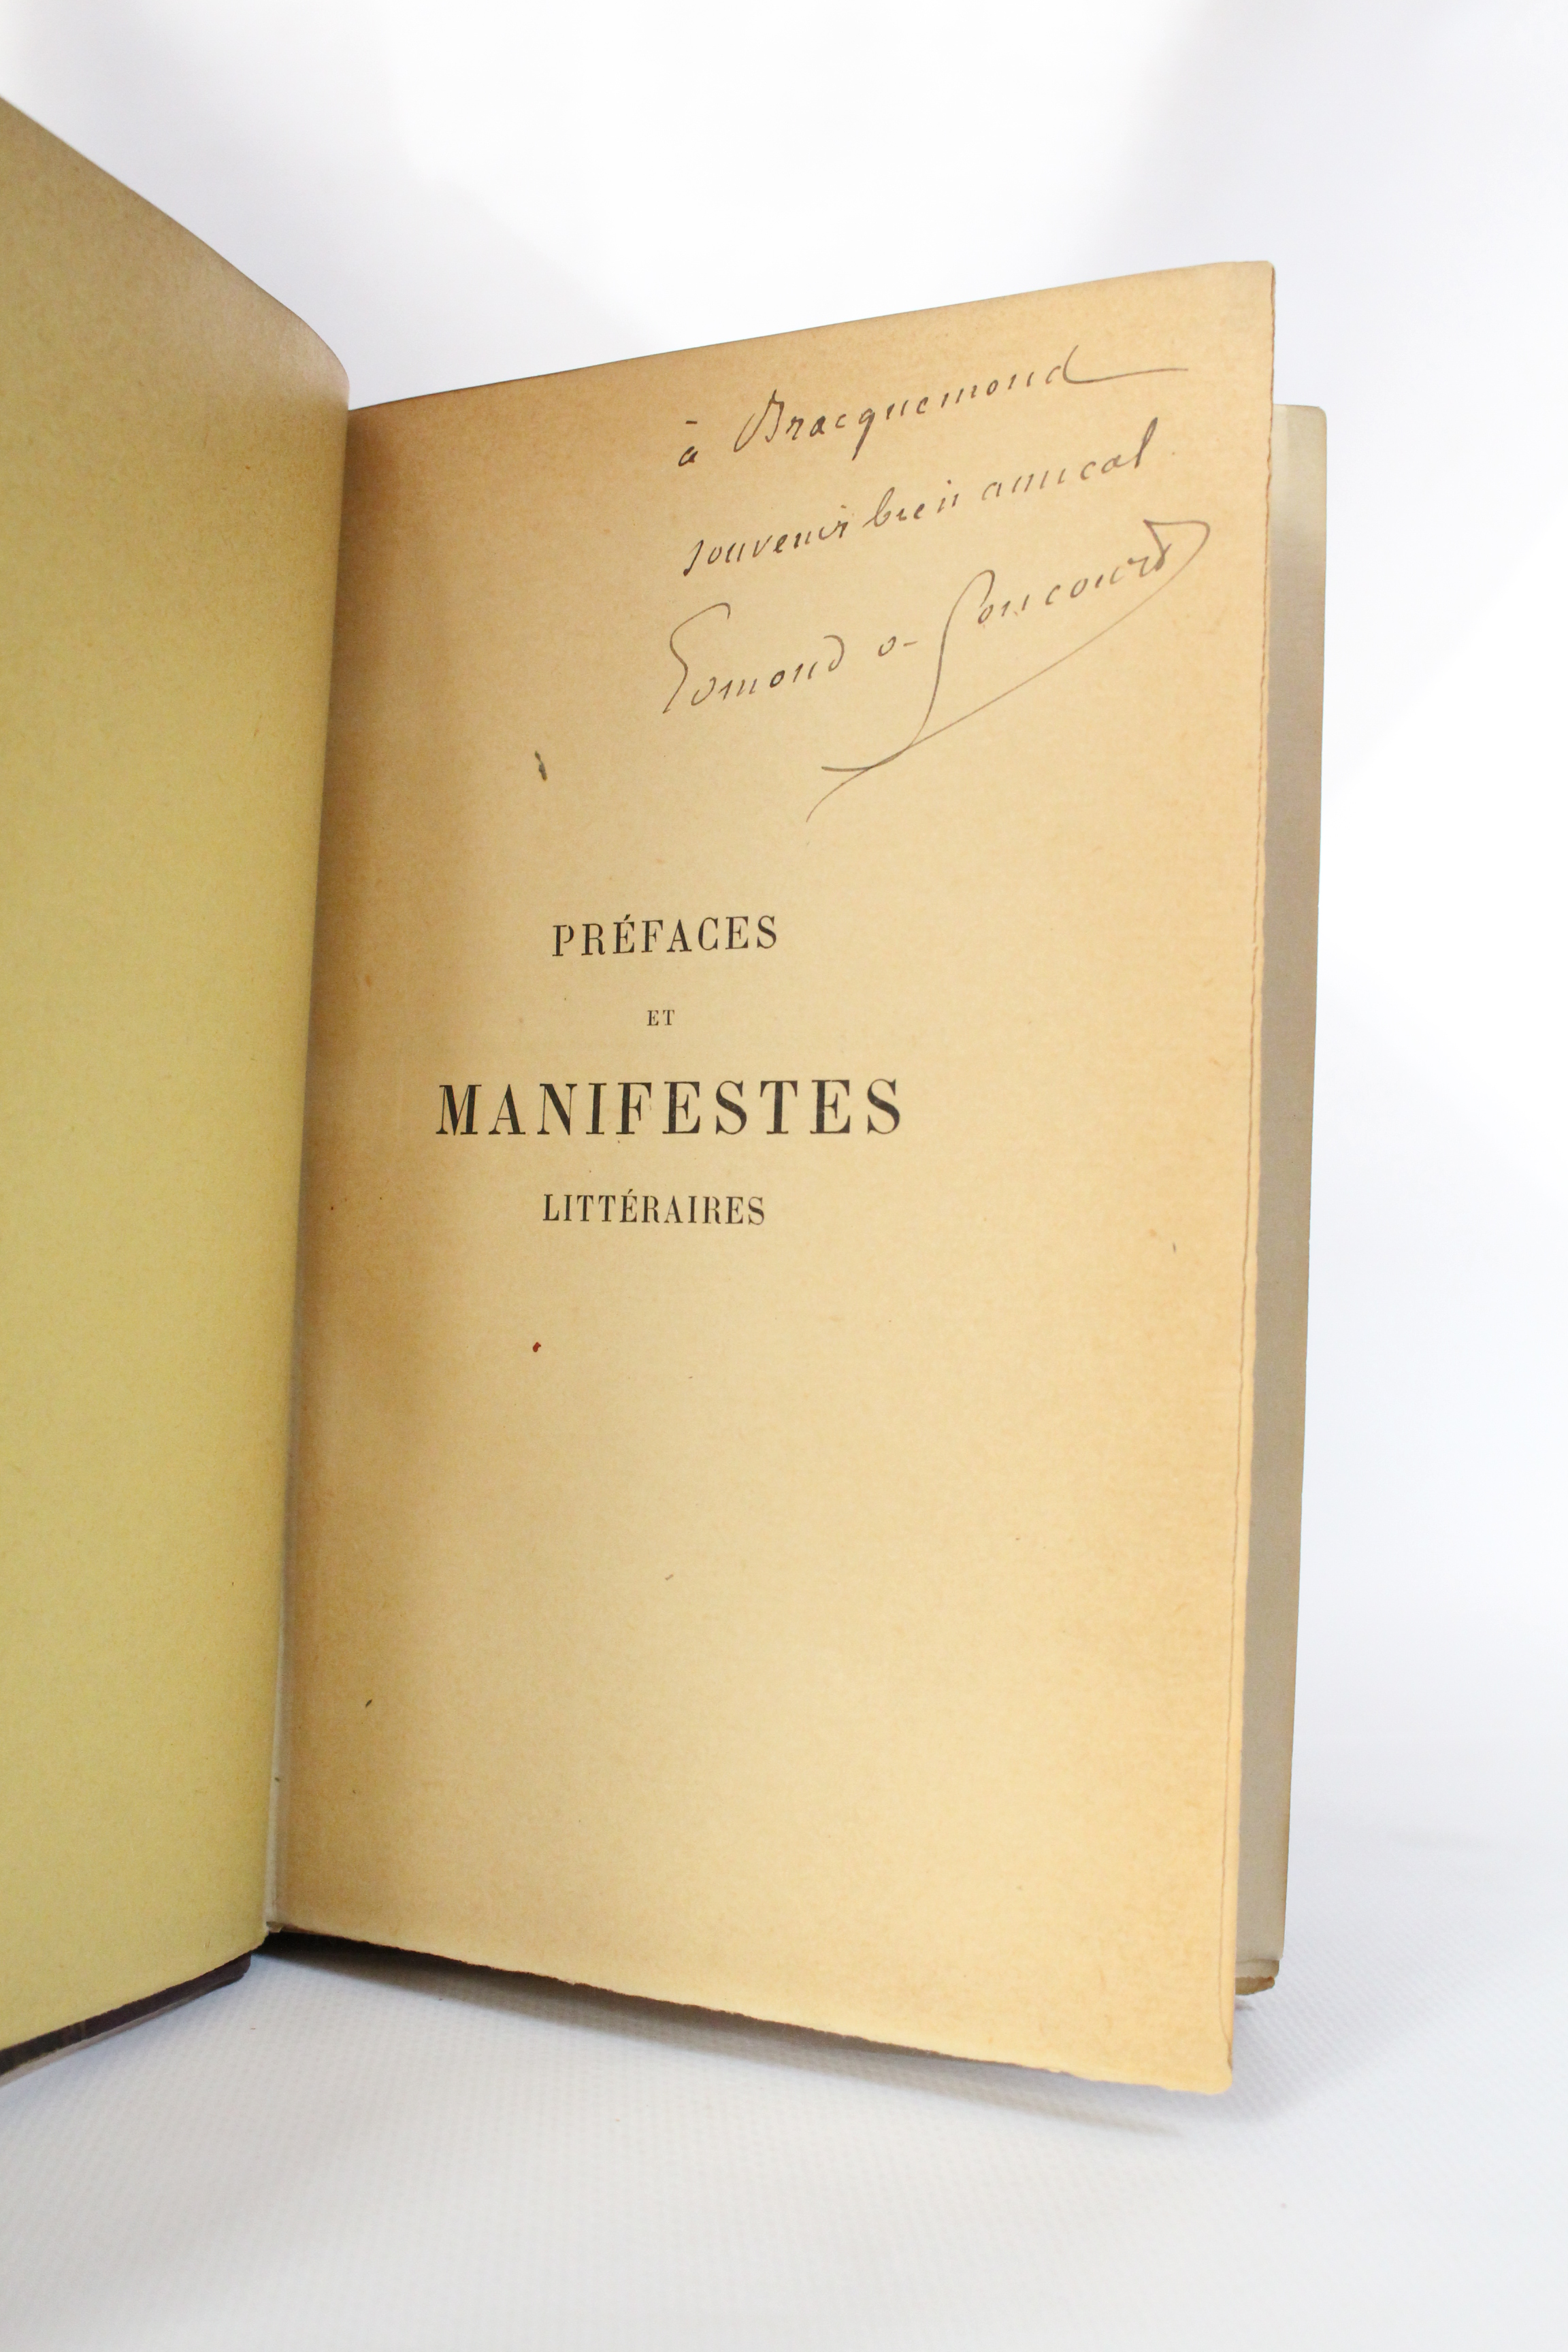 à Bracquemond
souvenir bien amical
Edmond de Goncourt
PRÉFACES
ET
MANIFESTES
LITTÉRAIRES